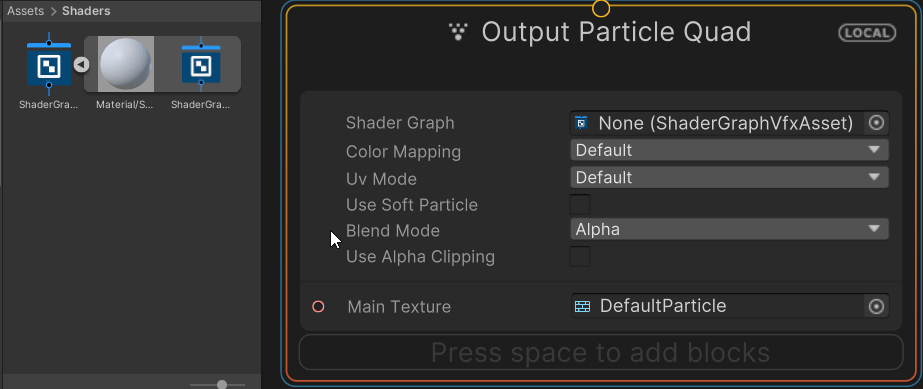 Assets > Shaders
ShaderGra...
Material/S...
ShaderGra...
Output Particle Quad
LOCAL
Shader Graph
None (ShaderGraphVfxAsset)
Color Mapping
Default
Uv Mode
Default
Use Soft Particle
Blend Mode
Alpha
Use Alpha Clipping
Main Texture
DefaultParticle
Press space to add blocks